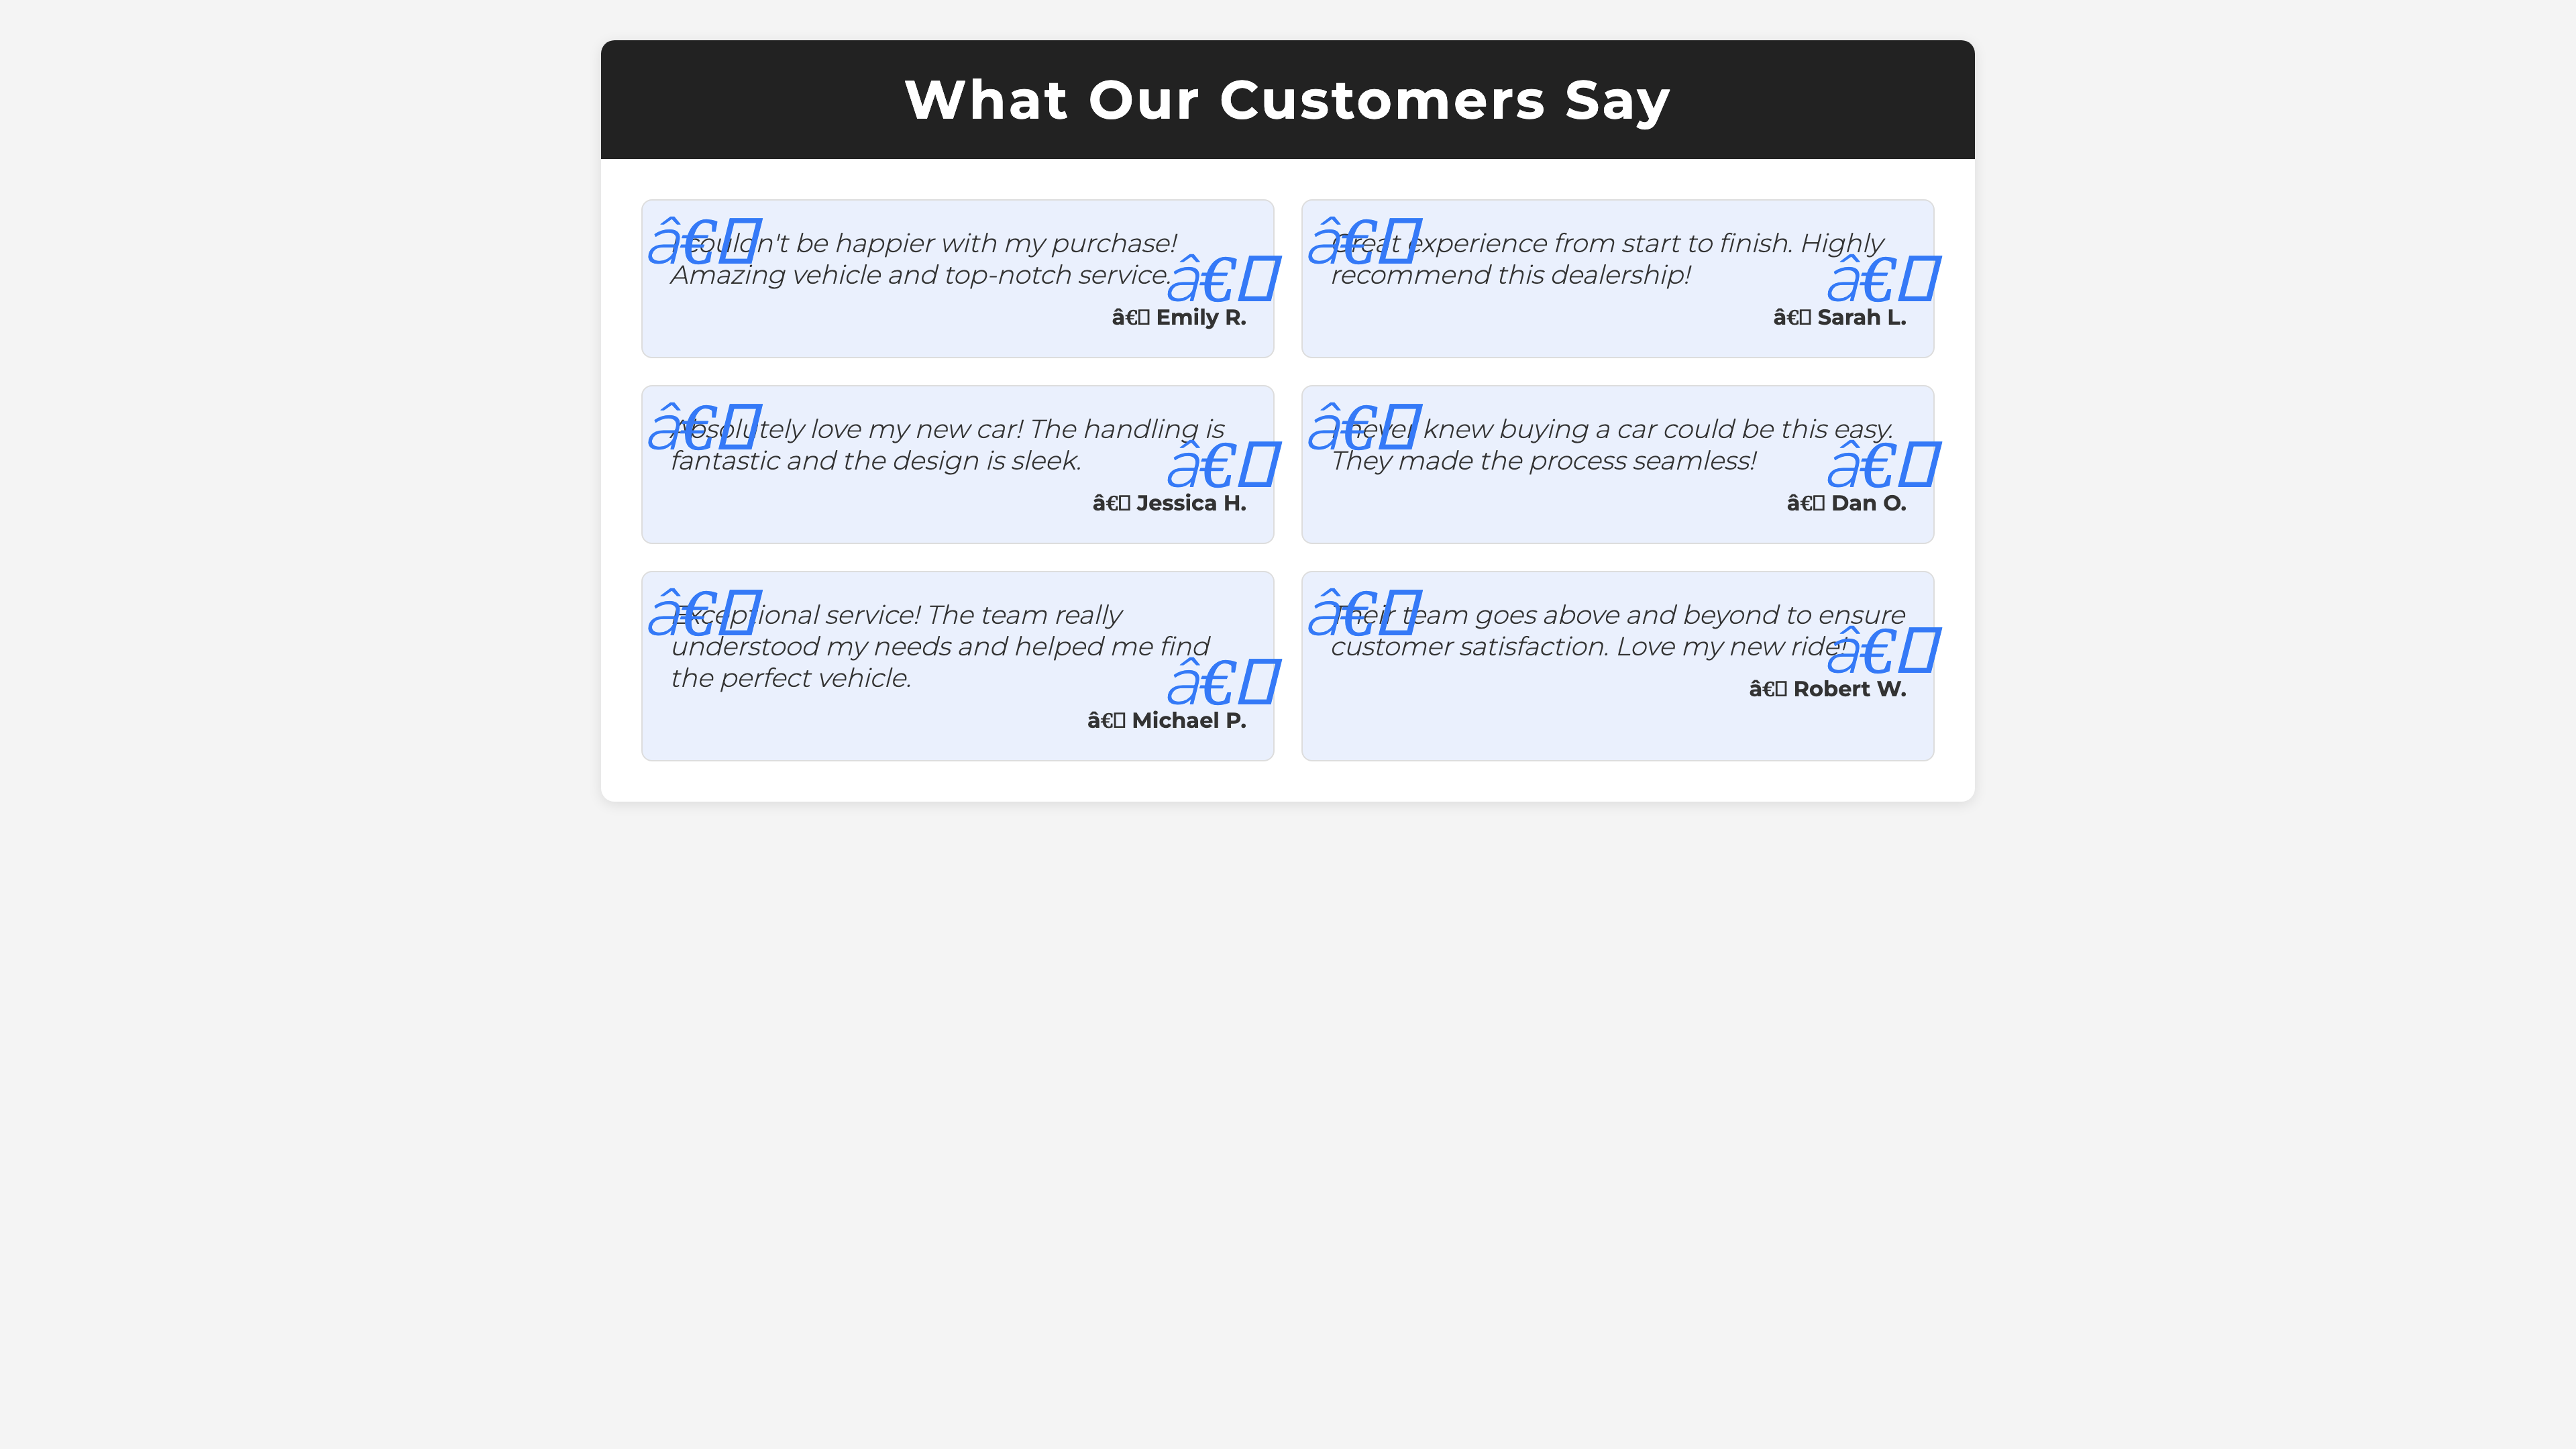 What Our Customers Say
â€□
I couldn't be happier with my purchase!
Amazing vehicle and top-notch service.
â€□
â€□ Emily R.
â€□
Great experience from start to finish. Highly
recommend this dealership!
â€□
â€□ Sarah L.
â€□
Absolutely love my new car! The handling is
fantastic and the design is sleek.
â€□
â€□ Jessica H.
â€□
I never knew buying a car could be this easy.
They made the process seamless!
â€□
â€□ Dan O.
â€□
Exceptional service! The team really
understood my needs and helped me find
the perfect vehicle.
â€□
â€□ Michael P.
â€□
Their team goes above and beyond to ensure
customer satisfaction. Love my new ride!
â€□
â€□ Robert W.